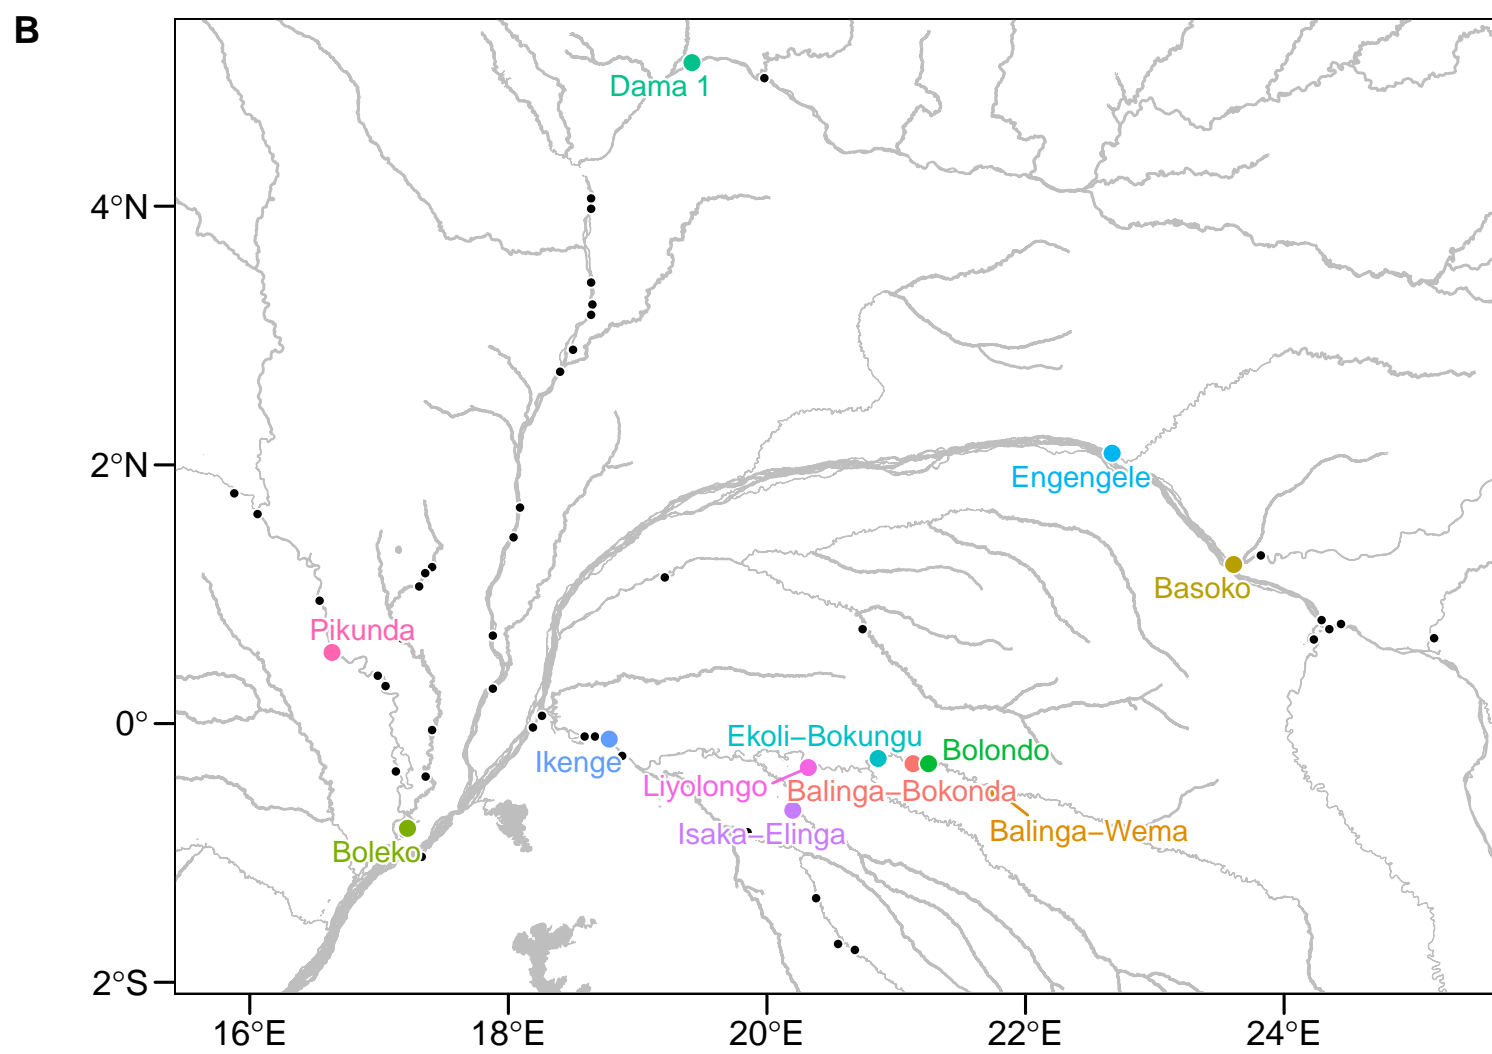 B
Dama 1
4°N
2°N
Engengele
Basoko
Pikunda
0°
Ekoli–Bokungu
Bolondo
Ikenge
Liyolongo
Balinga–Bokonda
Isaka–Elinga
Balinga–Wema
Boleko
2°S
16°E 18°E 20°E 22°E 24°E